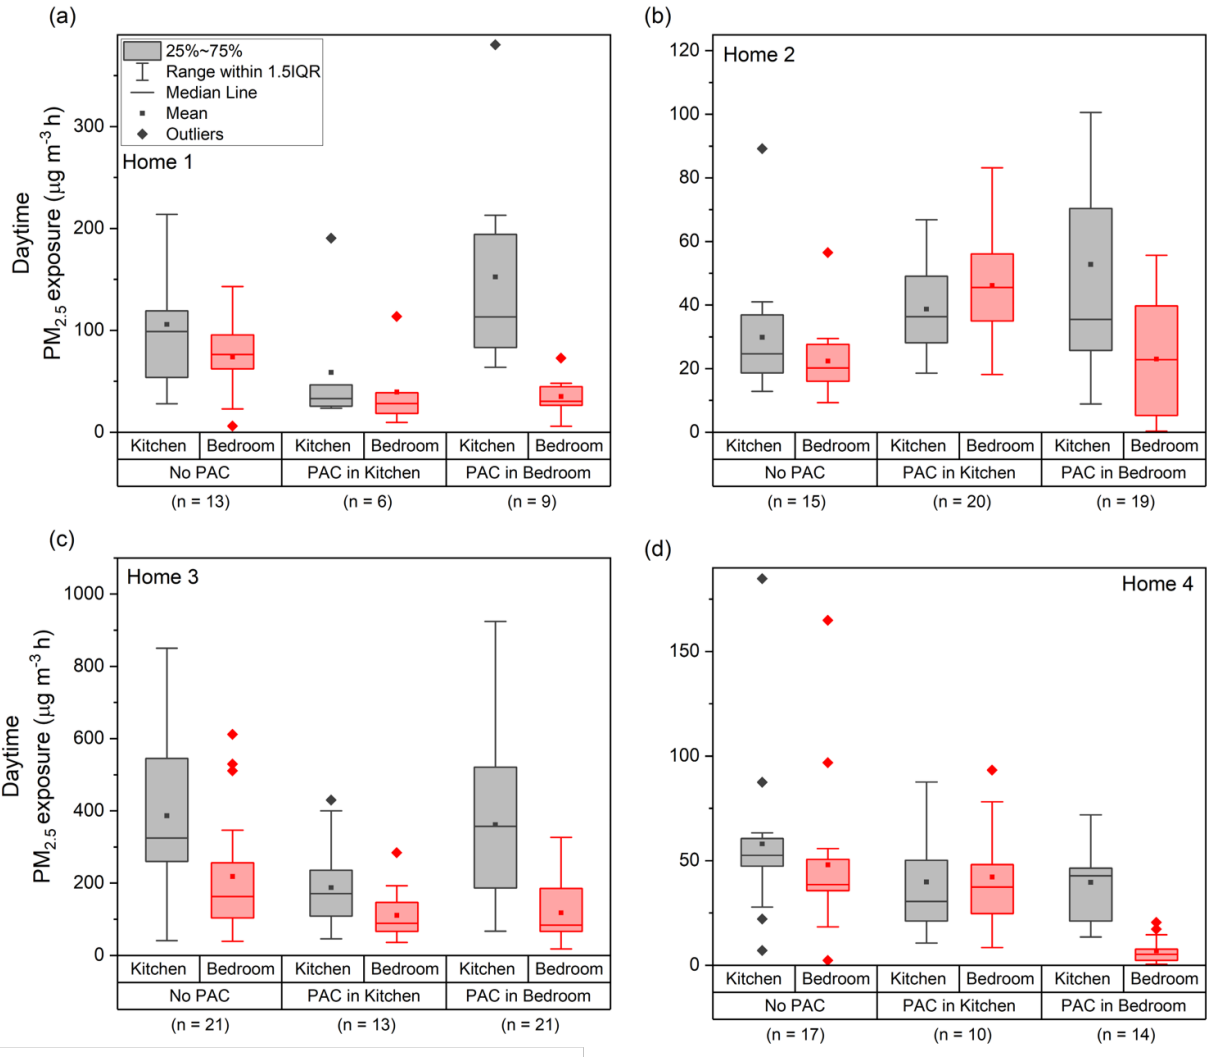 (a)
25%~75%
Range within 1.5IQR
Median Line
Mean
Outliers
Home 1
Daytime
PM2.5 exposure (μg m-3 h)
300
200
100
0
Kitchen Bedroom Kitchen Bedroom Kitchen Bedroom
No PAC PAC in Kitchen PAC in Bedroom
(n = 13) (n = 6) (n = 9)
(b)
Home 2
120
100
80
60
40
20
0
Kitchen Bedroom Kitchen Bedroom Kitchen Bedroom
No PAC PAC in Kitchen PAC in Bedroom
(n = 15) (n = 20) (n = 19)
(c)
Home 3
Daytime
PM2.5 exposure (μg m-3 h)
1000
800
600
400
200
0
Kitchen Bedroom Kitchen Bedroom Kitchen Bedroom
No PAC PAC in Kitchen PAC in Bedroom
(n = 21) (n = 13) (n = 21)
(d)
Home 4
150
100
50
0
Kitchen Bedroom Kitchen Bedroom Kitchen Bedroom
No PAC PAC in Kitchen PAC in Bedroom
(n = 17) (n = 10) (n = 14)